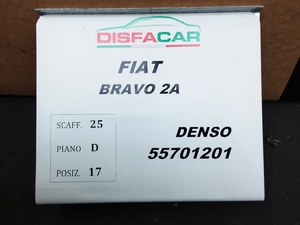 DISFACAR
FIAT
BRAVO 2A
SCAFF. 25
PIANO D
POSIZ. 17
DENSO
55701201